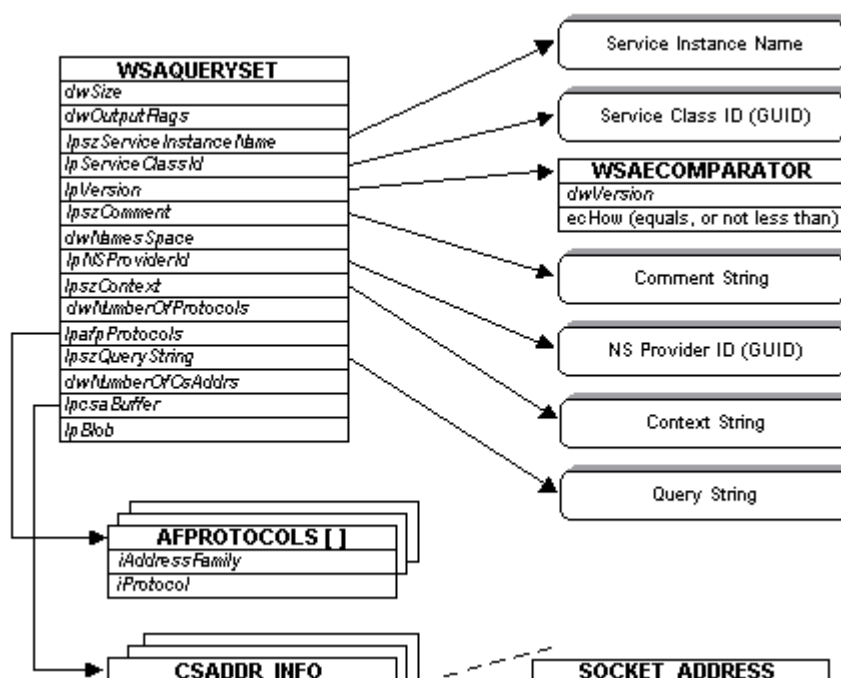 WSAQUERYSET
dwSize
dwOutputFlags
lpszServiceInstanceName
lpServiceClassId
lpVersion
lpszComment
dwNamesSpace
lpNSProviderId
lpszContext
dwNumberOfProtocols
lpafpProtocols
lpszQueryString
dwNumberOfCsAddrs
lpcsaBuffer
lpBlob
Service Instance Name
Service Class ID (GUID)
WSAECOMPARATOR
dwVersion
ecHow (equals, or not less than)
Comment String
NS Provider ID (GUID)
Context String
Query String
AFPROTOCOLS [ ]
iAddressFamily
iProtocol
CSADDR_INFO
SOCKET_ADDRESS